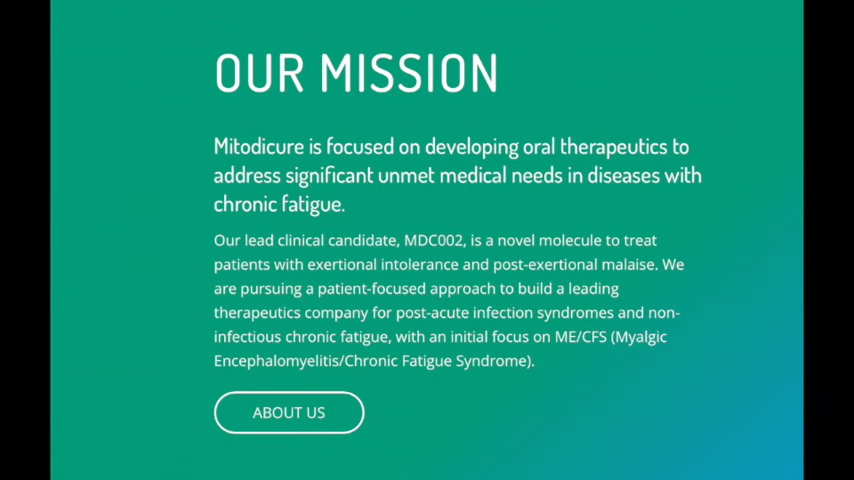 OUR MISSION
Mitodicure is focused on developing oral therapeutics to
address significant unmet medical needs in diseases with
chronic fatigue.
Our lead clinical candidate, MDC002, is a novel molecule to treat
patients with exertional intolerance and post-exertional malaise. We
are pursuing a patient-focused approach to build a leading
therapeutics company for post-acute infection syndromes and non-
infectious chronic fatigue, with an initial focus on ME/CFS (Myalgic
Encephalomyelitis/Chronic Fatigue Syndrome).
ABOUT US